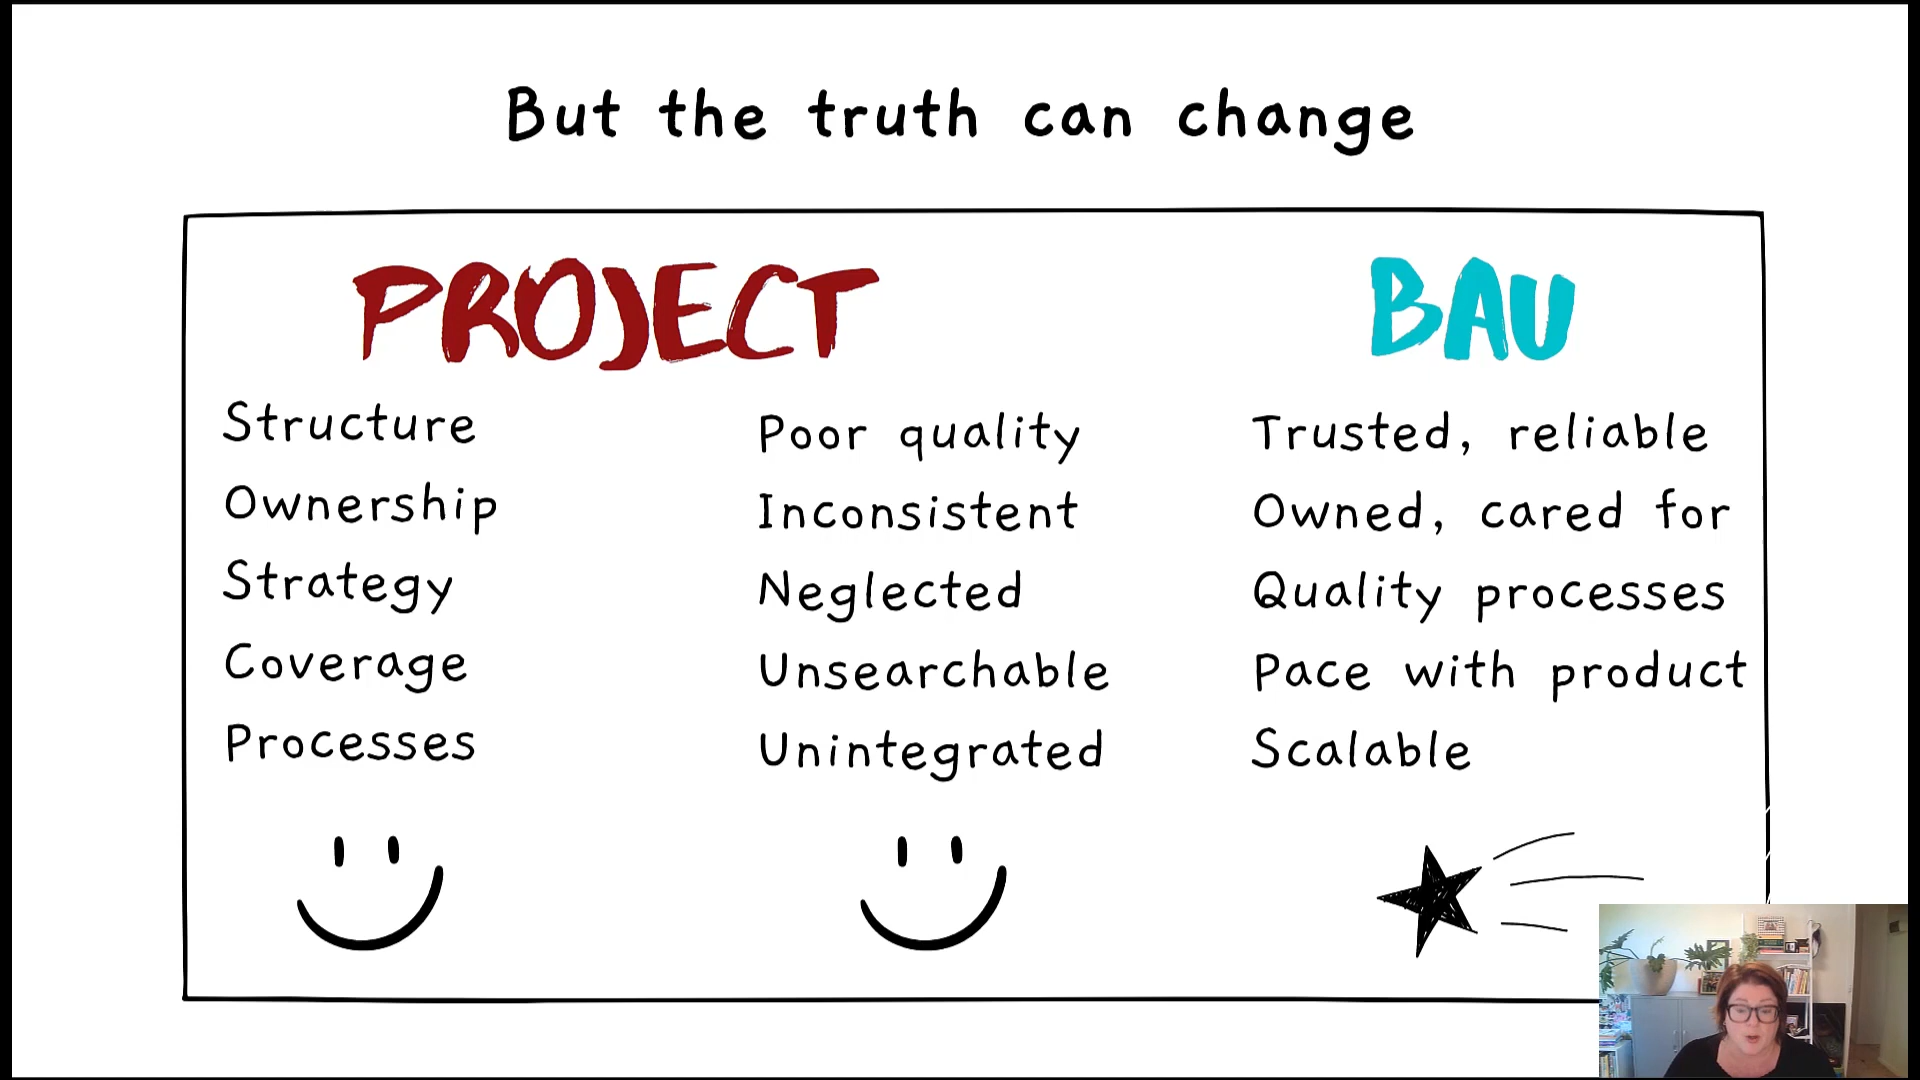 But the truth can change
PROJECT
BAU
Structure
Ownership
Strategy
Coverage
Processes
Poor quality
Inconsistent
Neglected
Unsearchable
Unintegrated
Trusted, reliable
Owned, cared for
Quality processes
Pace with product
Scalable